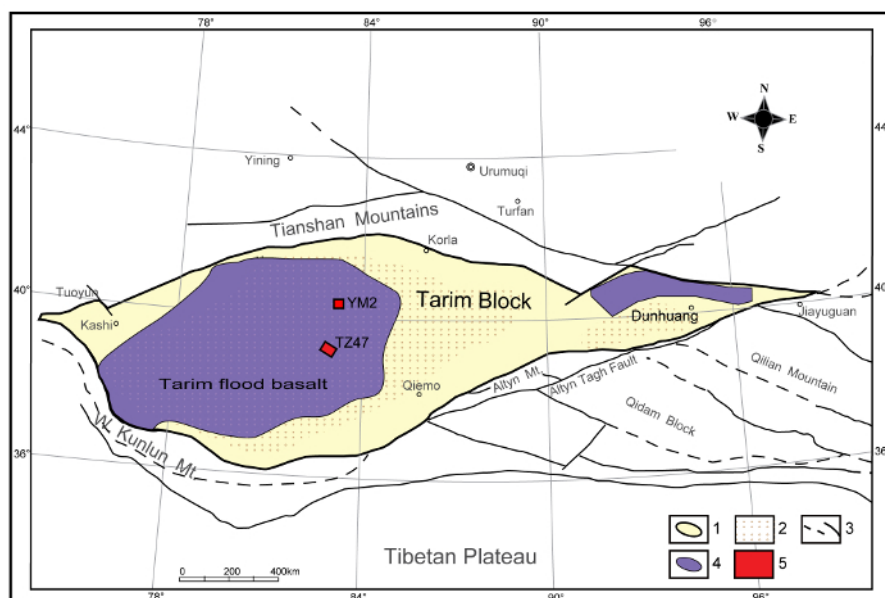 78° 84° 90° 96°
N
W E
S
44° 44°
Yining
Urumuqi
Turfan
Tianshan Mountains
Korla
40° 40°
Tuoyun
YM2
Tarim Block
Kashi
Dunhuang
Jiayuguan
TZ47
Tarim flood basalt
Qiemo
Altyn Mt.
Altyn Tagh Fault
Qilian Mountain
Qidam Block
W. Kunlun Mt.
36° 36°
1 2 3
4 5
Tibetan Plateau
0 200 400km
78° 84° 90° 96°